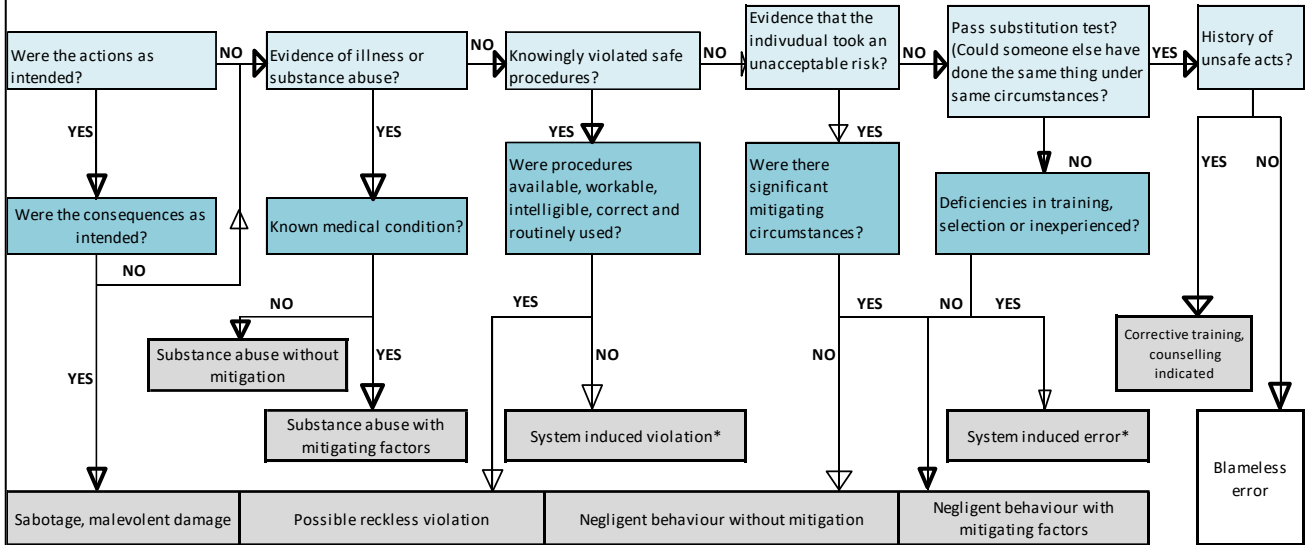 Were the actions as
intended?
NO
Evidence of illness or
substance abuse?
NO
Knowingly violated safe
procedures?
NO
Evidence that the
indivudual took an
unacceptable risk?
NO
Pass substitution test?
(Could someone else have
done the same thing under
same circumstances?
YES
History of
unsafe acts?
YES
YES
YES
YES
NO
YES
NO
Were the consequences as
intended?
Known medical condition?
Were procedures
available, workable,
intelligible, correct and
routinely used?
Were there
significant
mitigating
circumstances?
Deficiencies in training,
selection or inexperienced?
NO
NO
YES
YES
NO
YES
Substance abuse without
mitigation
YES
YES
NO
NO
Corrective training,
counselling
indicated
Substance abuse with
mitigating factors
System induced violation*
System induced error*
Blameless
error
Sabotage, malevolent damage
Possible reckless violation
Negligent behaviour without mitigation
Negligent behaviour with
mitigating factors